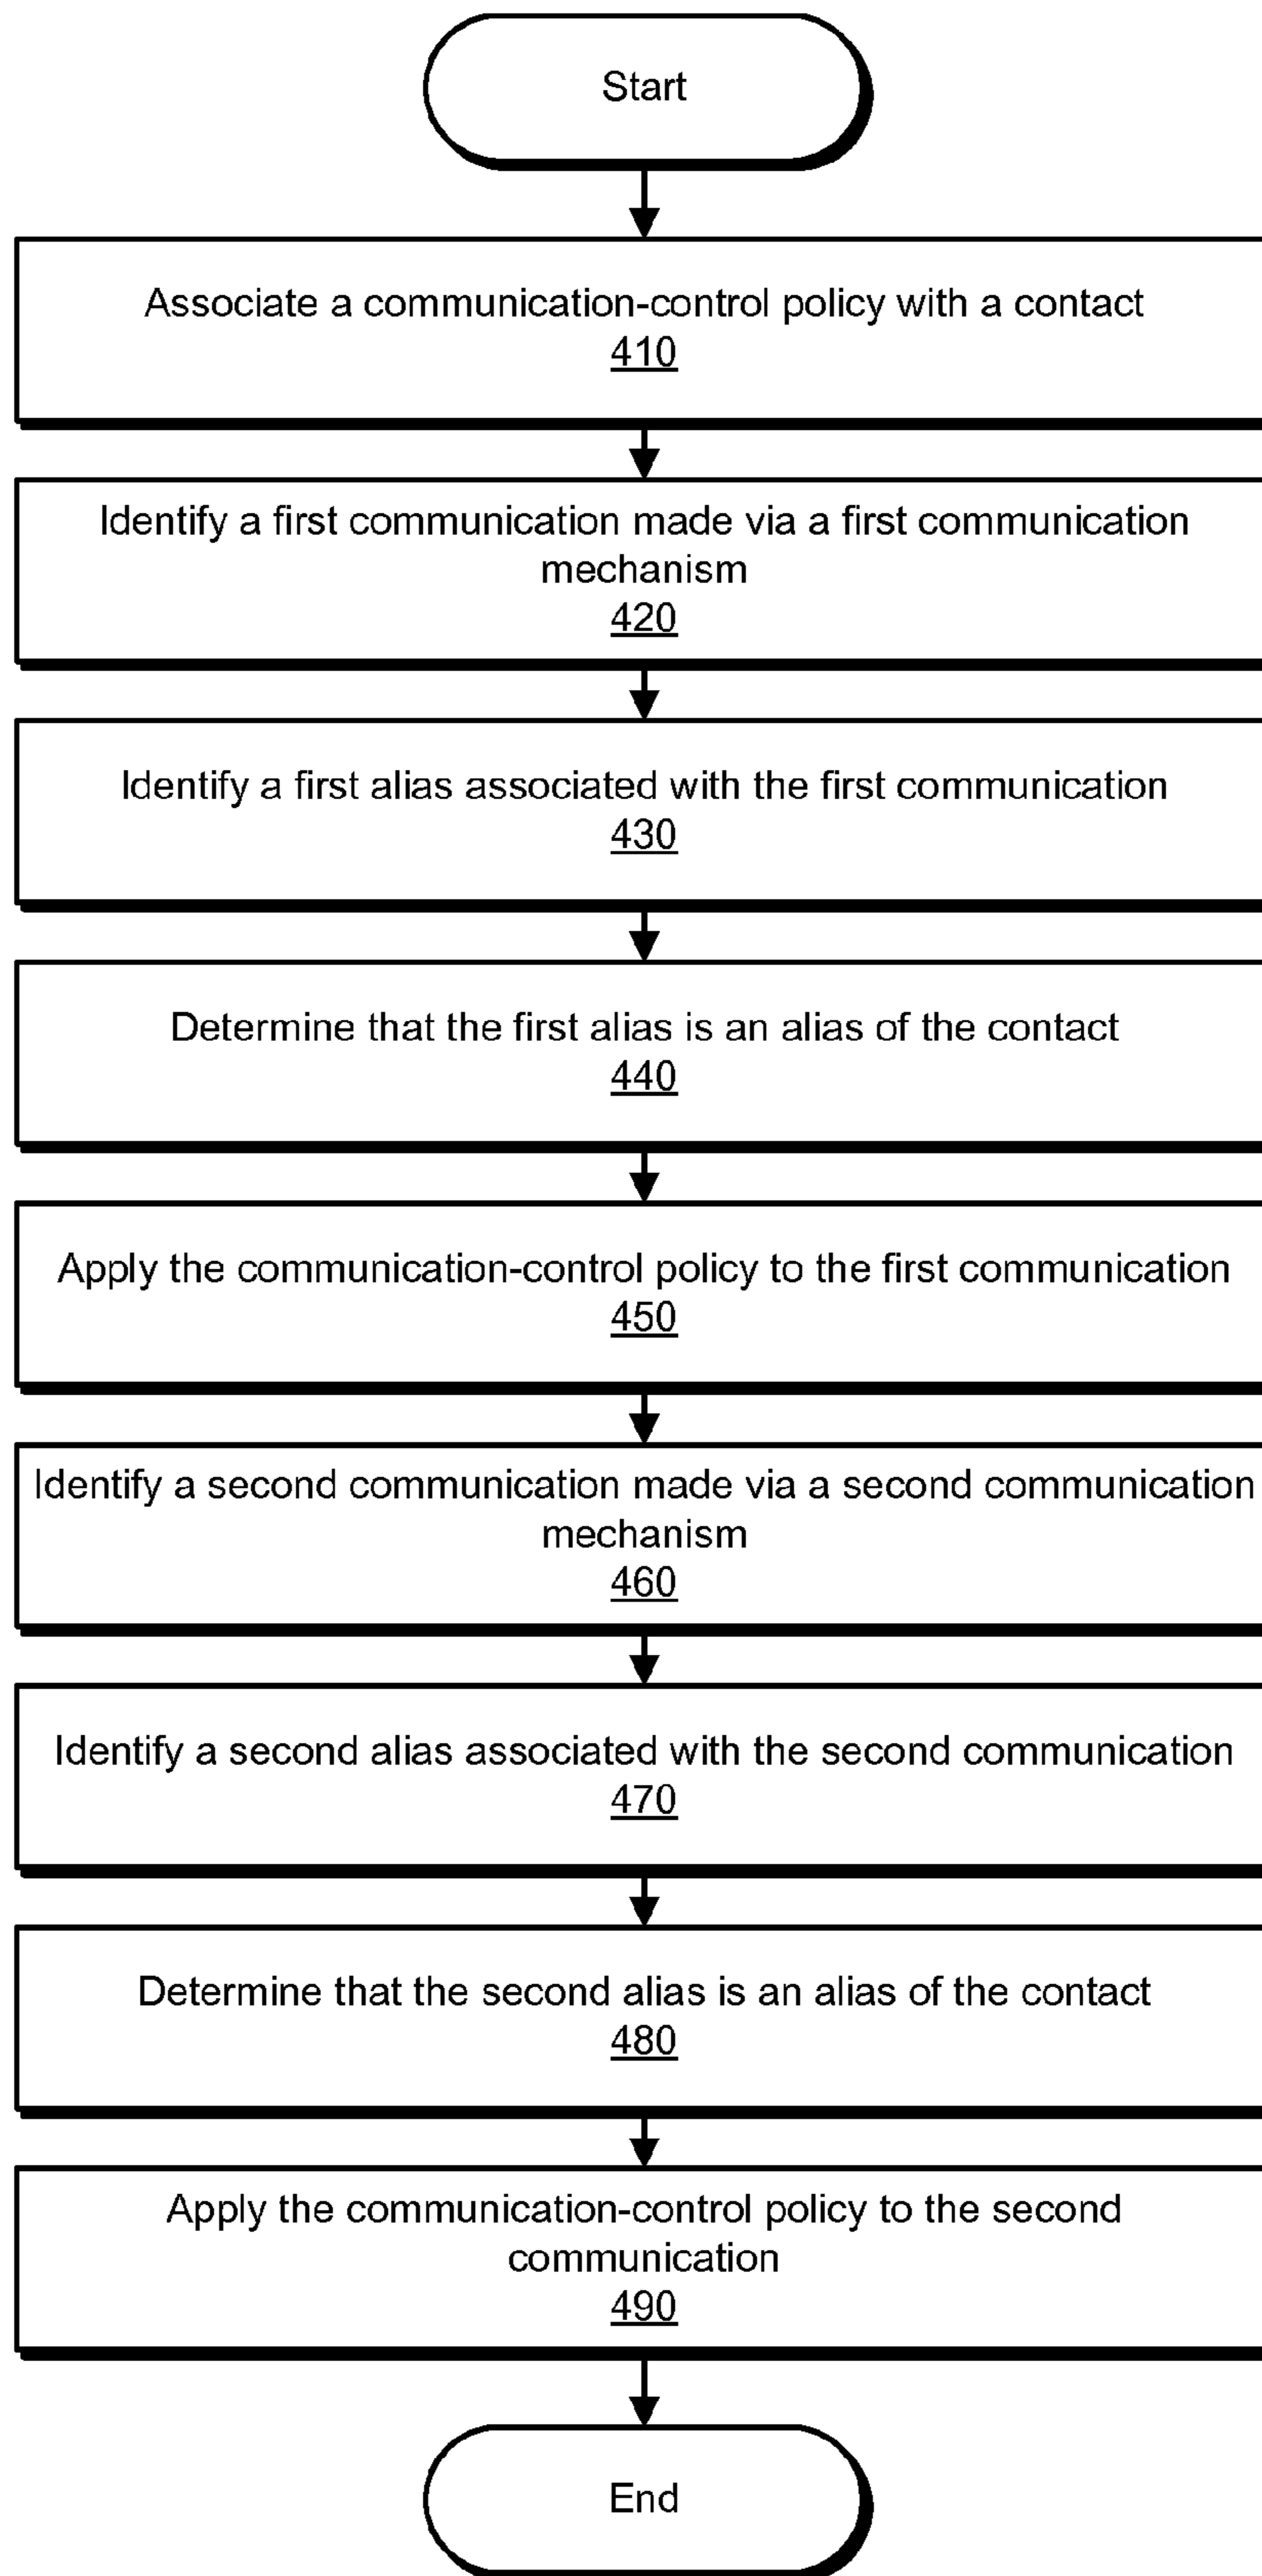 Start
Associate a communication-control policy with a contact
410
Identify a first communication made via a first communication
mechanism
420
Identify a first alias associated with the first communication
430
Determine that the first alias is an alias of the contact
440
Apply the communication-control policy to the first communication
450
Identify a second communication made via a second communication
mechanism
460
Identify a second alias associated with the second communication
470
Determine that the second alias is an alias of the contact
480
Apply the communication-control policy to the second
communication
490
End